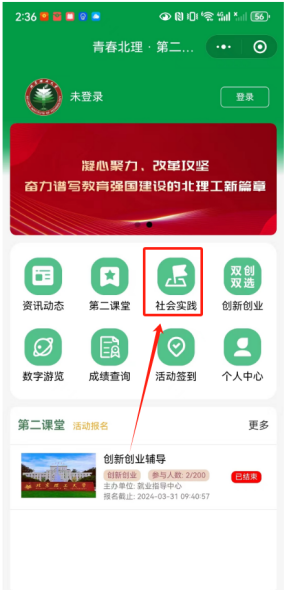 2:36
56
青春北理 · 第二...
未登录
登录
凝心聚力、改革攻坚
奋力谱写教育强国建设的北理工新篇章
资讯动态
第二课堂
社会实践
双创
双选
创新创业
数字游览
成绩查询
活动签到
个人中心
第二课堂 活动报名 更多
创新创业辅导
创新创业 参与人数: 2/200
已结束
主办单位: 就业指导中心
报名截止: 2024-03-31 09:40:57